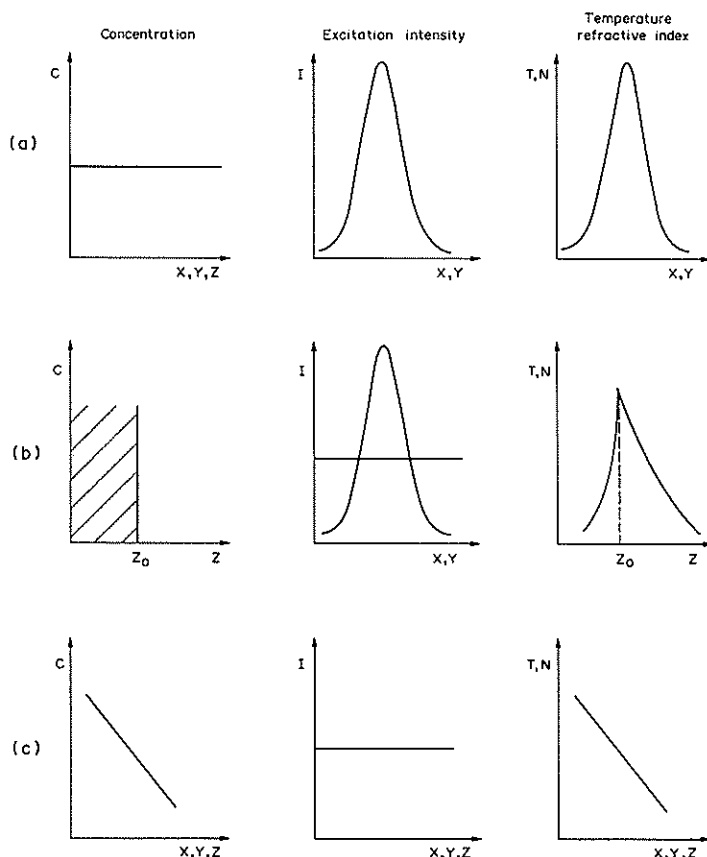 Concentration
Excitation intensity
Temperature
refractive index
(a)
C
X,Y,Z
I
X,Y
T,N
X,Y
(b)
C
Z₀
Z
I
X,Y
T,N
Z₀
Z
(c)
C
X,Y,Z
I
X,Y,Z
T,N
X,Y,Z